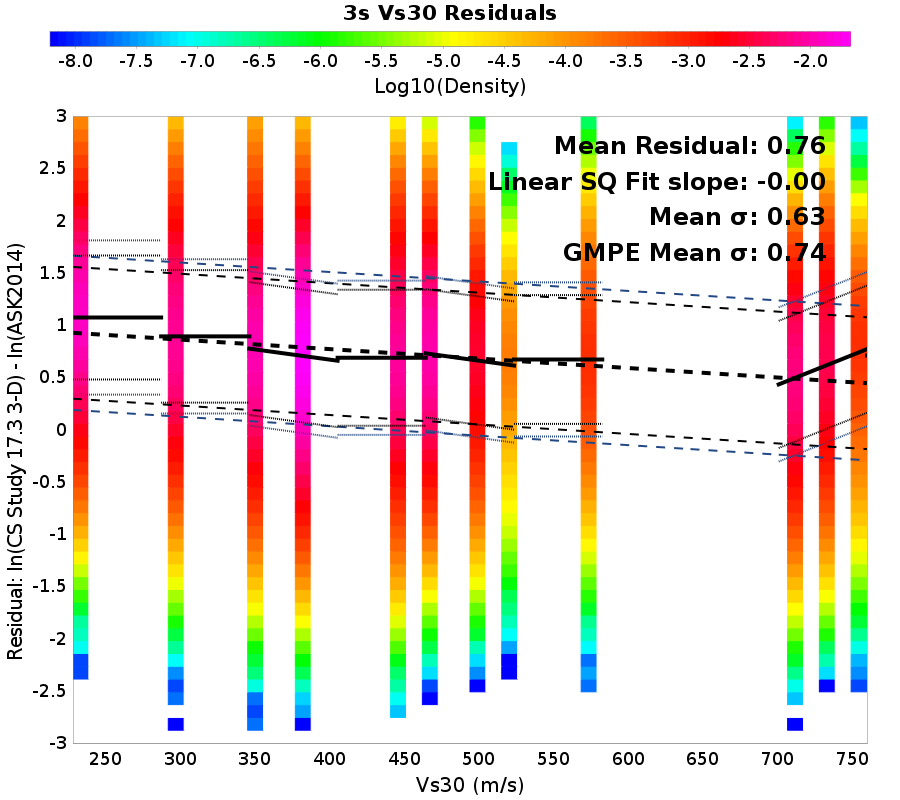 3s Vs30 Residuals
-8.0 -7.5 -7.0 -6.5 -6.0 -5.5 -5.0 -4.5 -4.0 -3.5 -3.0 -2.5 -2.0
Log10(Density)
Mean Residual: 0.76
Linear SQ Fit slope: -0.00
Mean σ: 0.63
GMPE Mean σ: 0.74
3
2.5
2
1.5
1
0.5
0
-0.5
-1
-1.5
-2
-2.5
-3
Residual: ln(CS Study 17.3 3-D) - ln(ASK2014)
250 300 350 400 450 500 550 600 650 700 750
Vs30 (m/s)